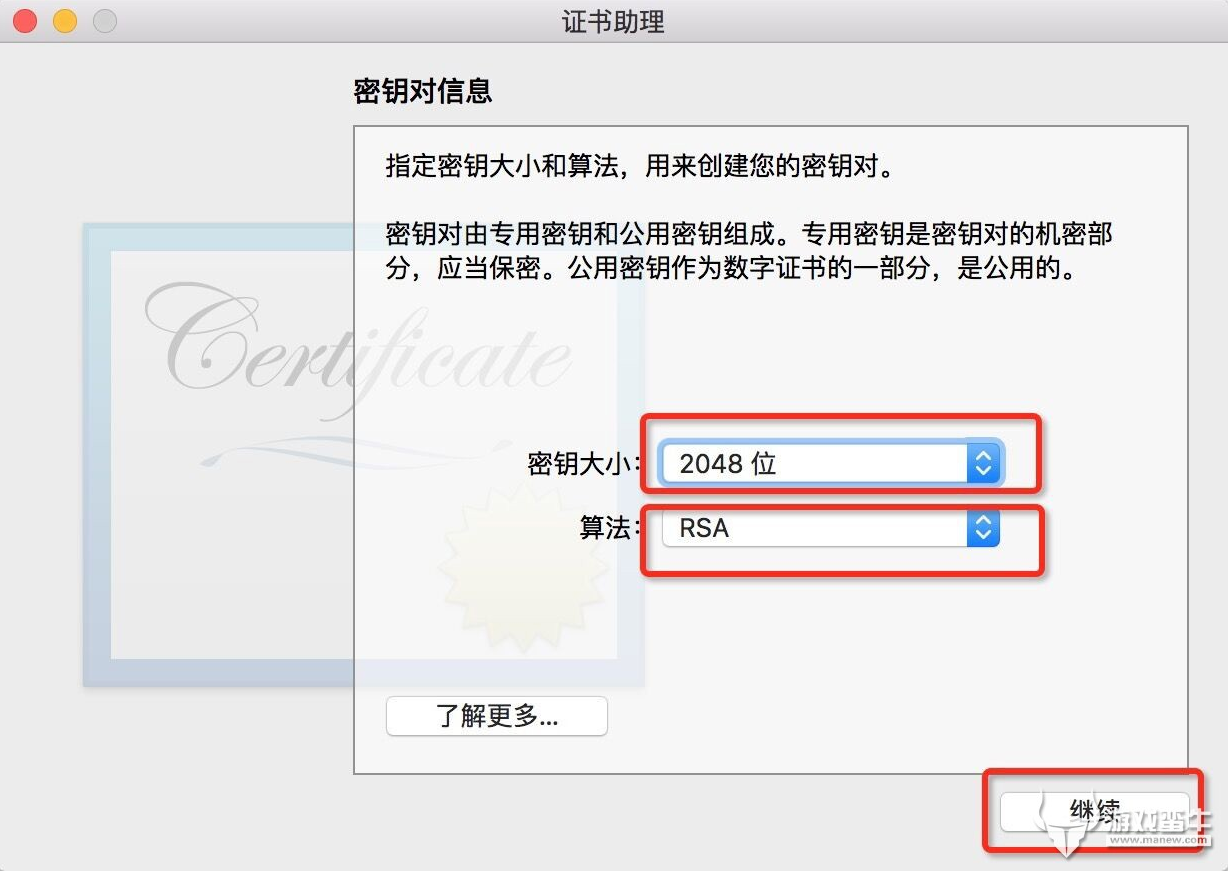 证书助理
密钥对信息
指定密钥大小和算法，用来创建您的密钥对。
密钥对由专用密钥和公用密钥组成。专用密钥是密钥对的机密部
分，应当保密。公用密钥作为数字证书的一部分，是公用的。
Certificate
密钥大小： 2048 位
算法： RSA
了解更多...
继续
游戏蛮牛
www.manew.com